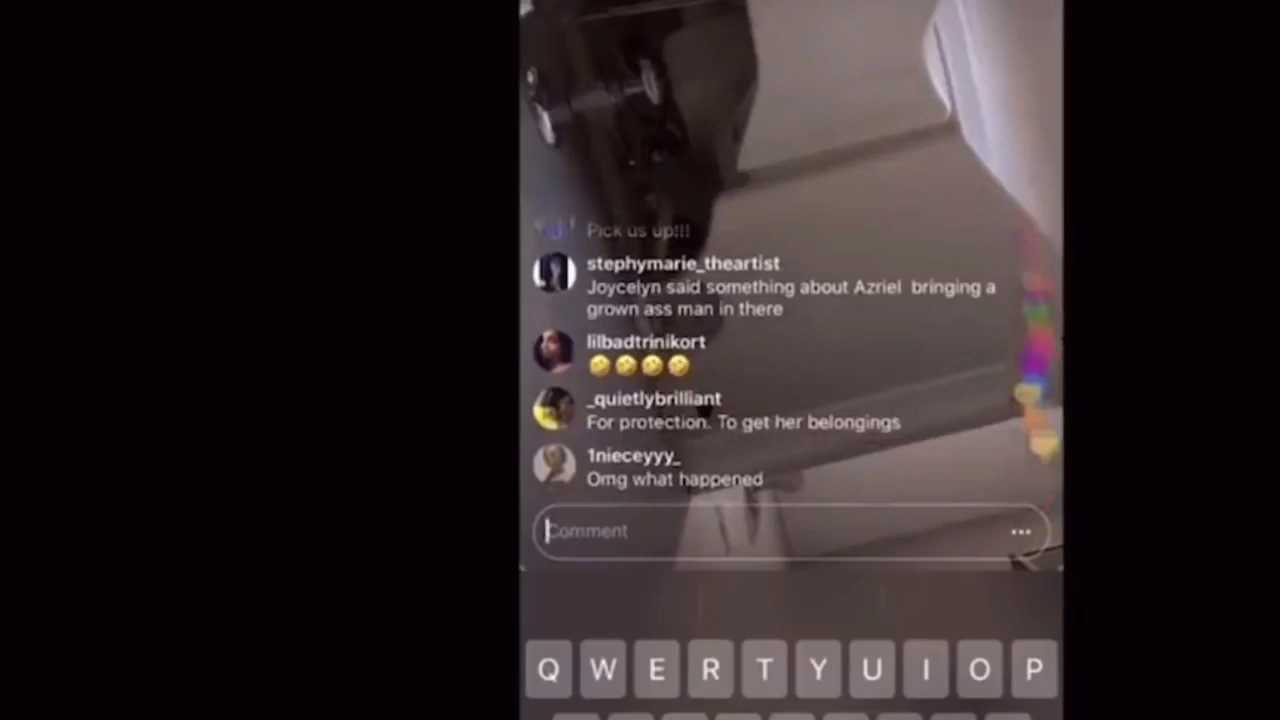 Pick us up!!!
stephymarie_theartist
Joycelyn said something about Azriel bringing a
grown ass man in there
lilbadtrinikort
🤣🤣🤣🤣
_quietlybrilliant
For protection. To get her belongings
1nieceyyy_
Omg what happened
Comment
Q W E R T Y U I O P